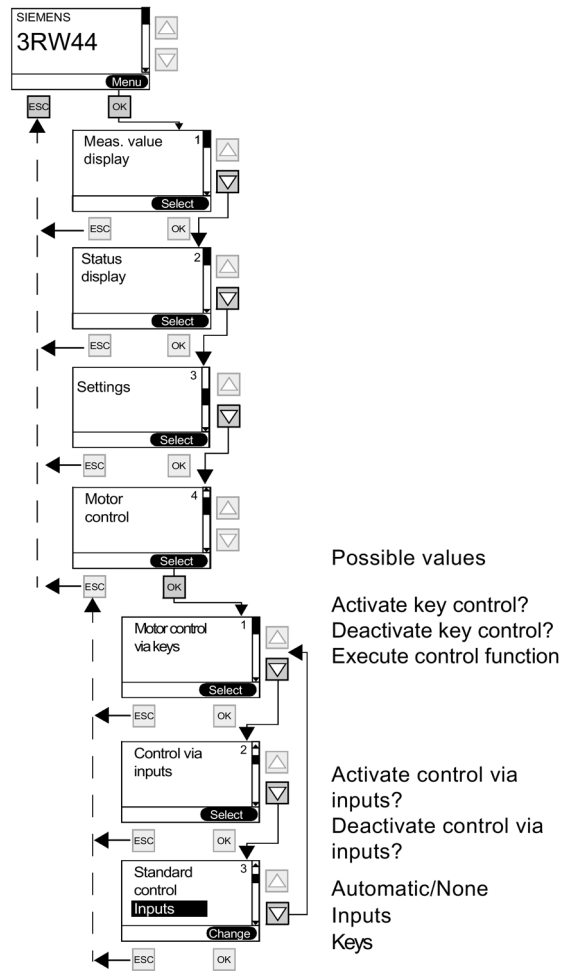 SIEMENS
3RW44
Menu
ESC
OK
Meas. value
display
1
Select
ESC
OK
Status
display
2
Select
ESC
OK
Settings
3
Select
ESC
OK
Motor
control
4
Select
ESC
OK
Possible values
Motor control
via keys
1
Select
ESC
OK
Activate key control?
Deactivate key control?
Execute control function
Control via
inputs
2
Select
ESC
OK
Activate control via
inputs?
Deactivate control via
inputs?
Standard
control
Inputs
3
Change
ESC
OK
Automatic/None
Inputs
Keys